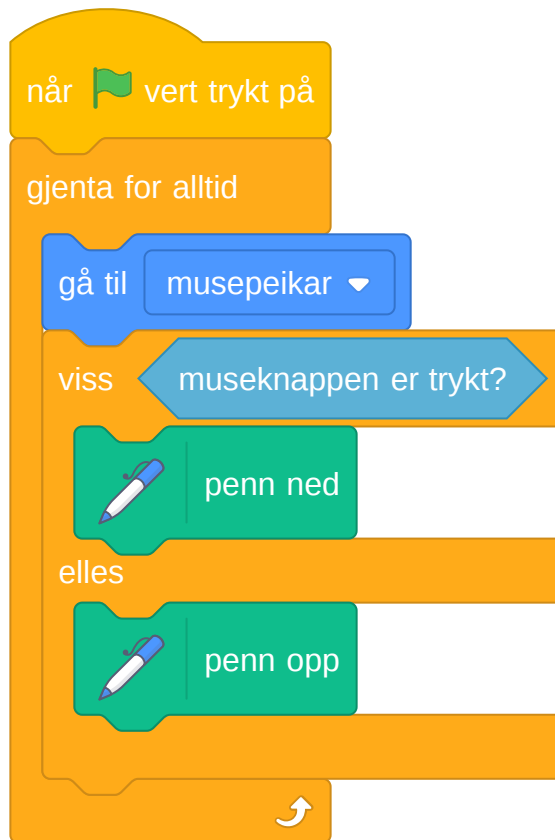 når vert trykt på
gjenta for alltid
gå til musepeikar
viss museknappen er trykt?
penn ned
elles
penn opp